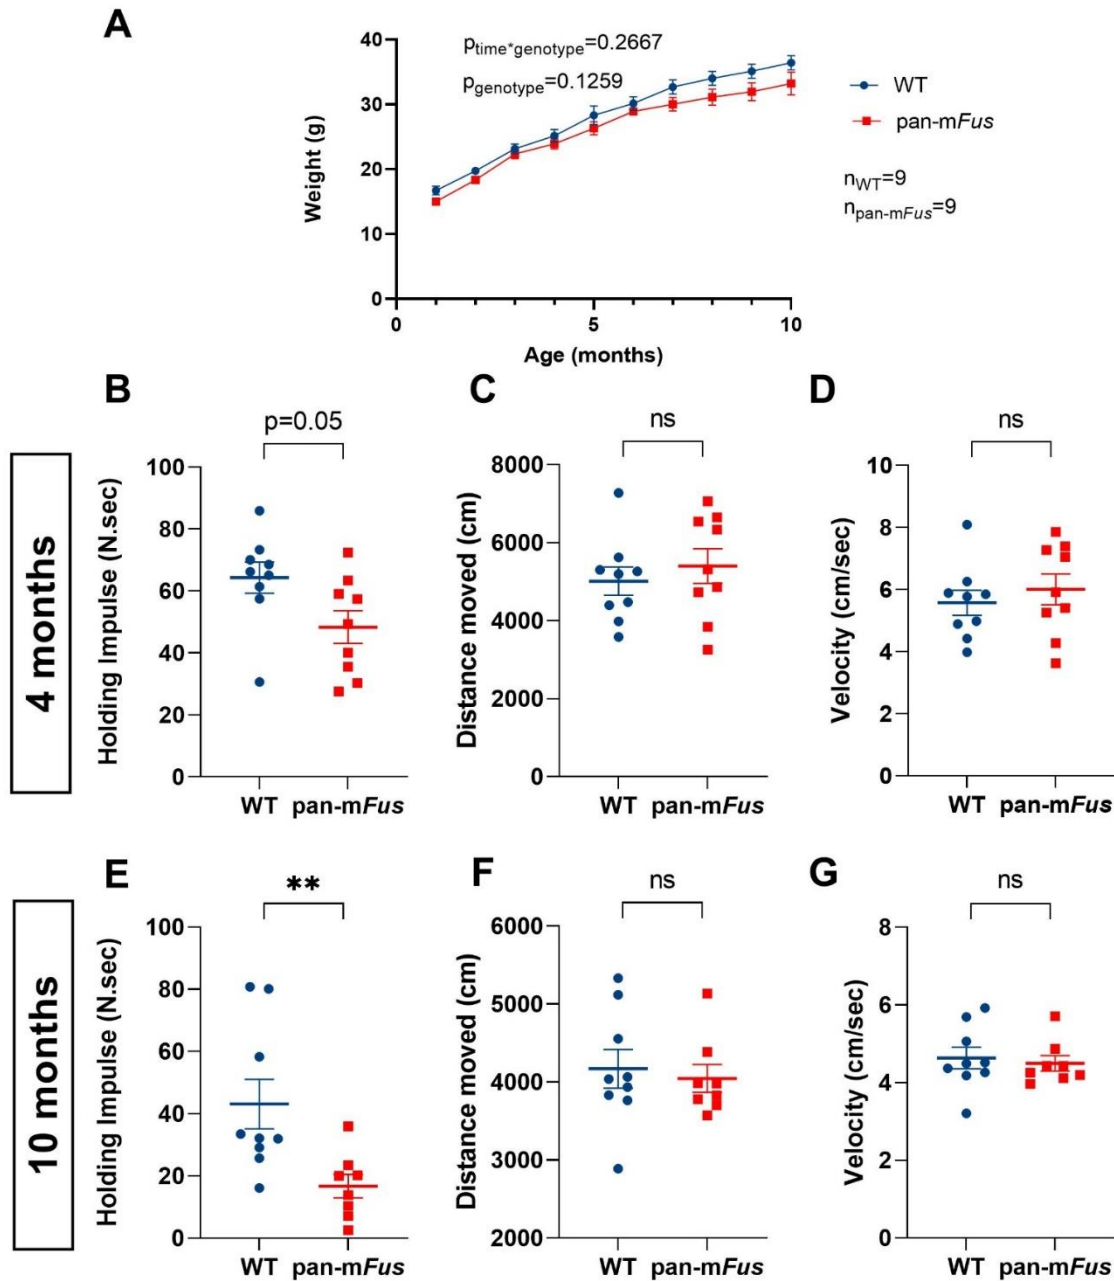 A
40
30
20
10
0
Weight (g)
ptime*genotype=0.2667
pgenotype=0.1259
0
5
10
Age (months)
WT
pan-mFus
nWT=9
npan-mFus=9
4 months
B
p=0.05
100
80
60
40
20
0
Holding Impulse (N.sec)
WT pan-mFus
C
ns
8000
6000
4000
2000
0
Distance moved (cm)
WT pan-mFus
D
ns
10
8
6
4
2
0
Velocity (cm/sec)
WT pan-mFus
10 months
E
**
100
80
60
40
20
0
Holding Impulse (N.sec)
WT pan-mFus
F
ns
6000
5000
4000
3000
2000
Distance moved (cm)
WT pan-mFus
G
ns
8
6
4
2
0
Velocity (cm/sec)
WT pan-mFus